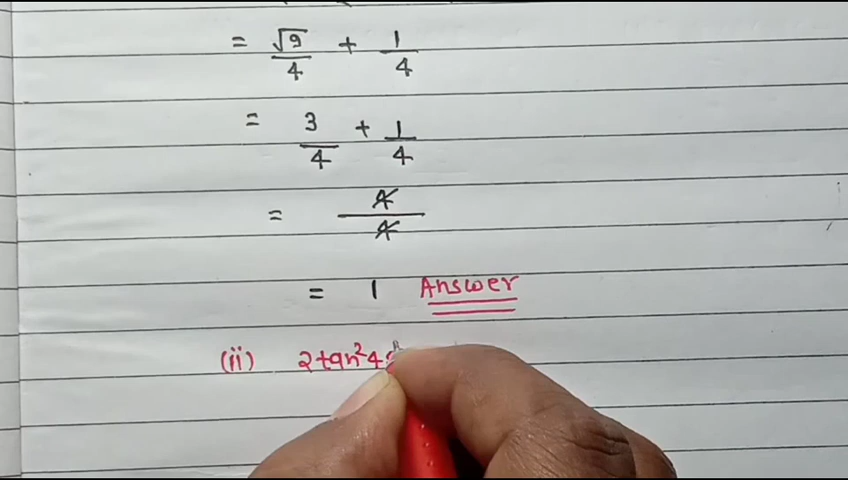 = √9/4 + 1/4
= 3/4 + 1/4
= 4/4
= 1 Answer
(ii) 2tan²4